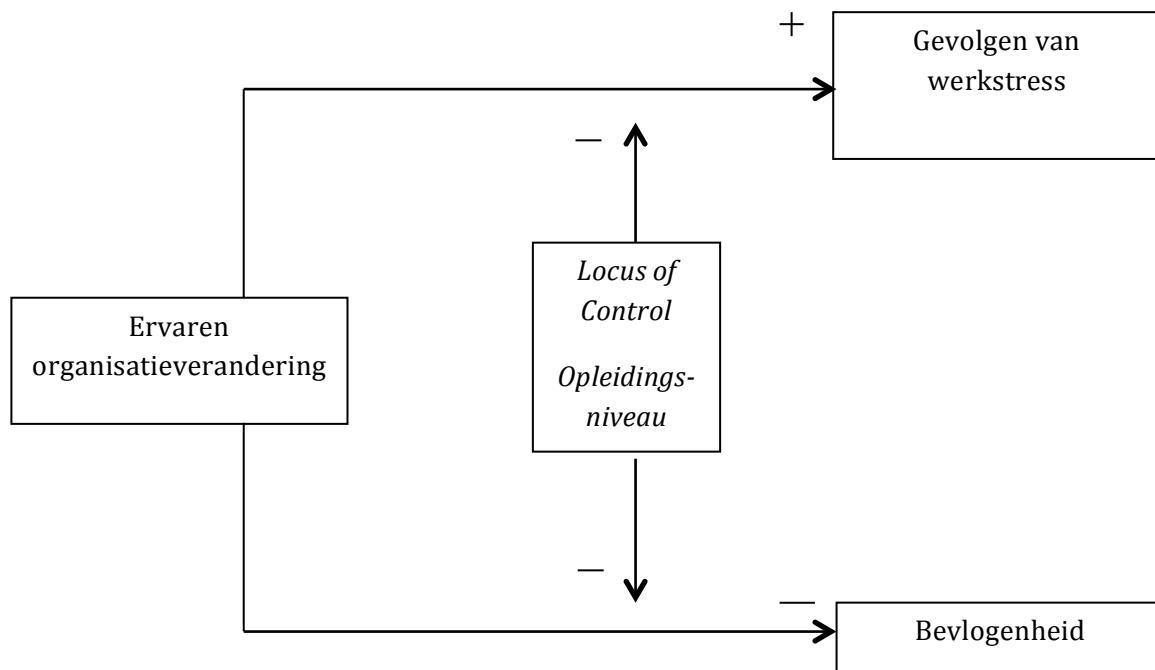 +
Gevolgen van
werkstress
–
Locus of
Control
Opleidings-
niveau
Ervaren
organisatieverandering
–
–
Bevlogenheid